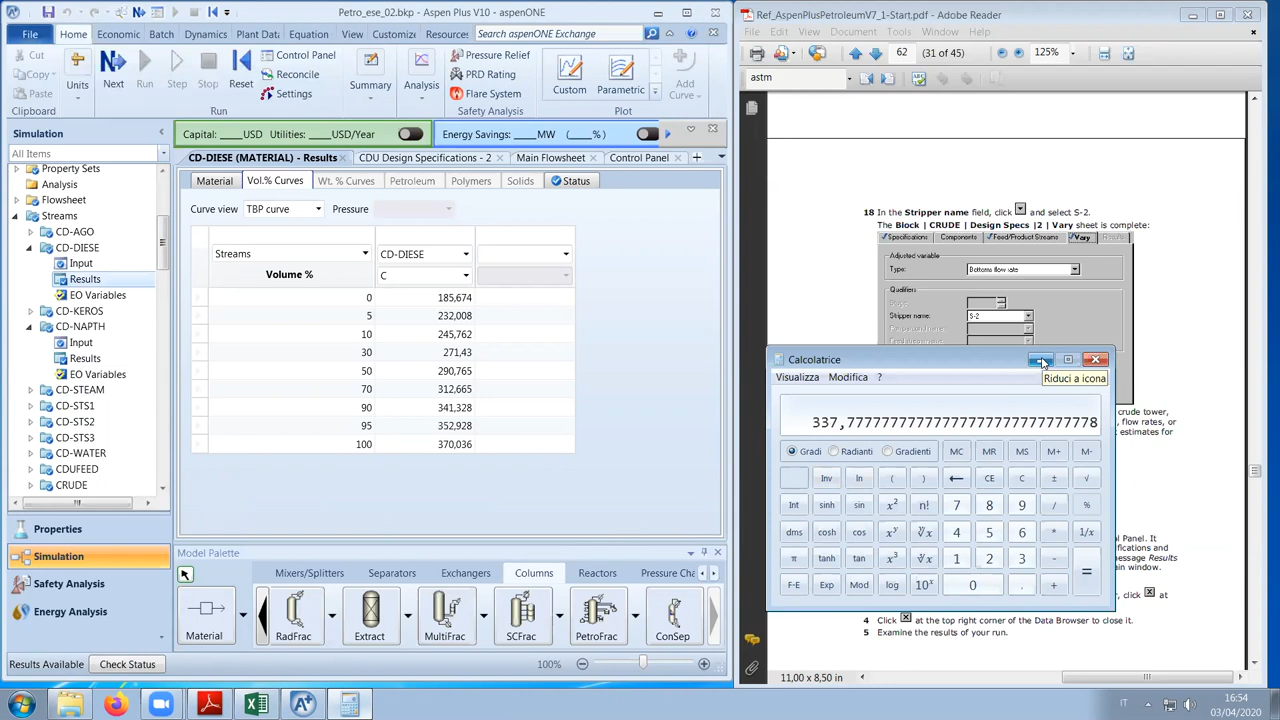 Petro_ese_02.bkp - Aspen Plus V10 - aspenONE
File Home Economic Batch Dynamics Plant Data Equation View Customize Resources Search aspenONE Exchange
Cut
Copy
Paste
Clipboard
Units
Next Run Step Stop Reset
Control Panel
Reconcile
Settings
Run
Summary
Analysis
Pressure Relief
PRD Rating
Flare System
Safety Analysis
Custom Parametric
Add
Curve
Plot
Simulation
All Items
Property Sets
Analysis
Flowsheet
Streams
CD-AGO
CD-DIESE
Input
Results
EO Variables
CD-KEROS
CD-NAPTH
Input
Results
EO Variables
CD-STEAM
CD-STS1
CD-STS2
CD-STS3
CD-WATER
CDUFEED
CRUDE
Properties
Simulation
Safety Analysis
Energy Analysis
Capital: ____USD Utilities: ____USD/Year
Energy Savings: ____MW (____%)
CD-DIESE (MATERIAL) - Results CDU Design Specifications - 2 Main Flowsheet Control Panel
Material Vol.% Curves Wt. % Curves Petroleum Polymers Solids Status
Curve view TBP curve Pressure
Streams CD-DIESE
Volume % C
0 185,674
5 232,008
10 245,762
30 271,43
50 290,765
70 312,665
90 341,328
95 352,928
100 370,036
Model Palette
Mixers/Splitters Separators Exchangers Columns Reactors Pressure Cha
Material RadFrac Extract MultiFrac SCFrac PetroFrac ConSep
Results Available Check Status 100%
Ref_AspenPlusPetroleumV7_1-Start.pdf - Adobe Reader
File Edit View Document Tools Window Help
62 (31 of 45) 125%
astm
18 In the Stripper name field, click and select S-2.
The Block | CRUDE | Design Specs |2 | Vary sheet is complete:
Specifications Components Feed/Product Streams Vary Results
Adjusted variable
Type: Bottoms flow rate
Qualifiers
Stripper name: S-2
crude tower,
, flow rates, or
estimates for
Panel. It
fications and
message Results
in window.
, click at
4 Click at the top right corner of the Data Browser to close it.
5 Examine the results of your run.
11,00 x 8,50 in
Calcolatrice
Visualizza Modifica ?
Riduci a icona
337,7777777777777777777777777778
Gradi Radianti Gradienti MC MR MS M+ M-
Inv ln ( ) ← CE C ± √
Int sinh sin x² n! 7 8 9 / %
dms cosh cos xʸ ʸ√x 4 5 6 * 1/x
π tanh tan x³ ³√x 1 2 3 - =
F-E Exp Mod log 10ˣ 0 . +
IT
16:54
03/04/2020